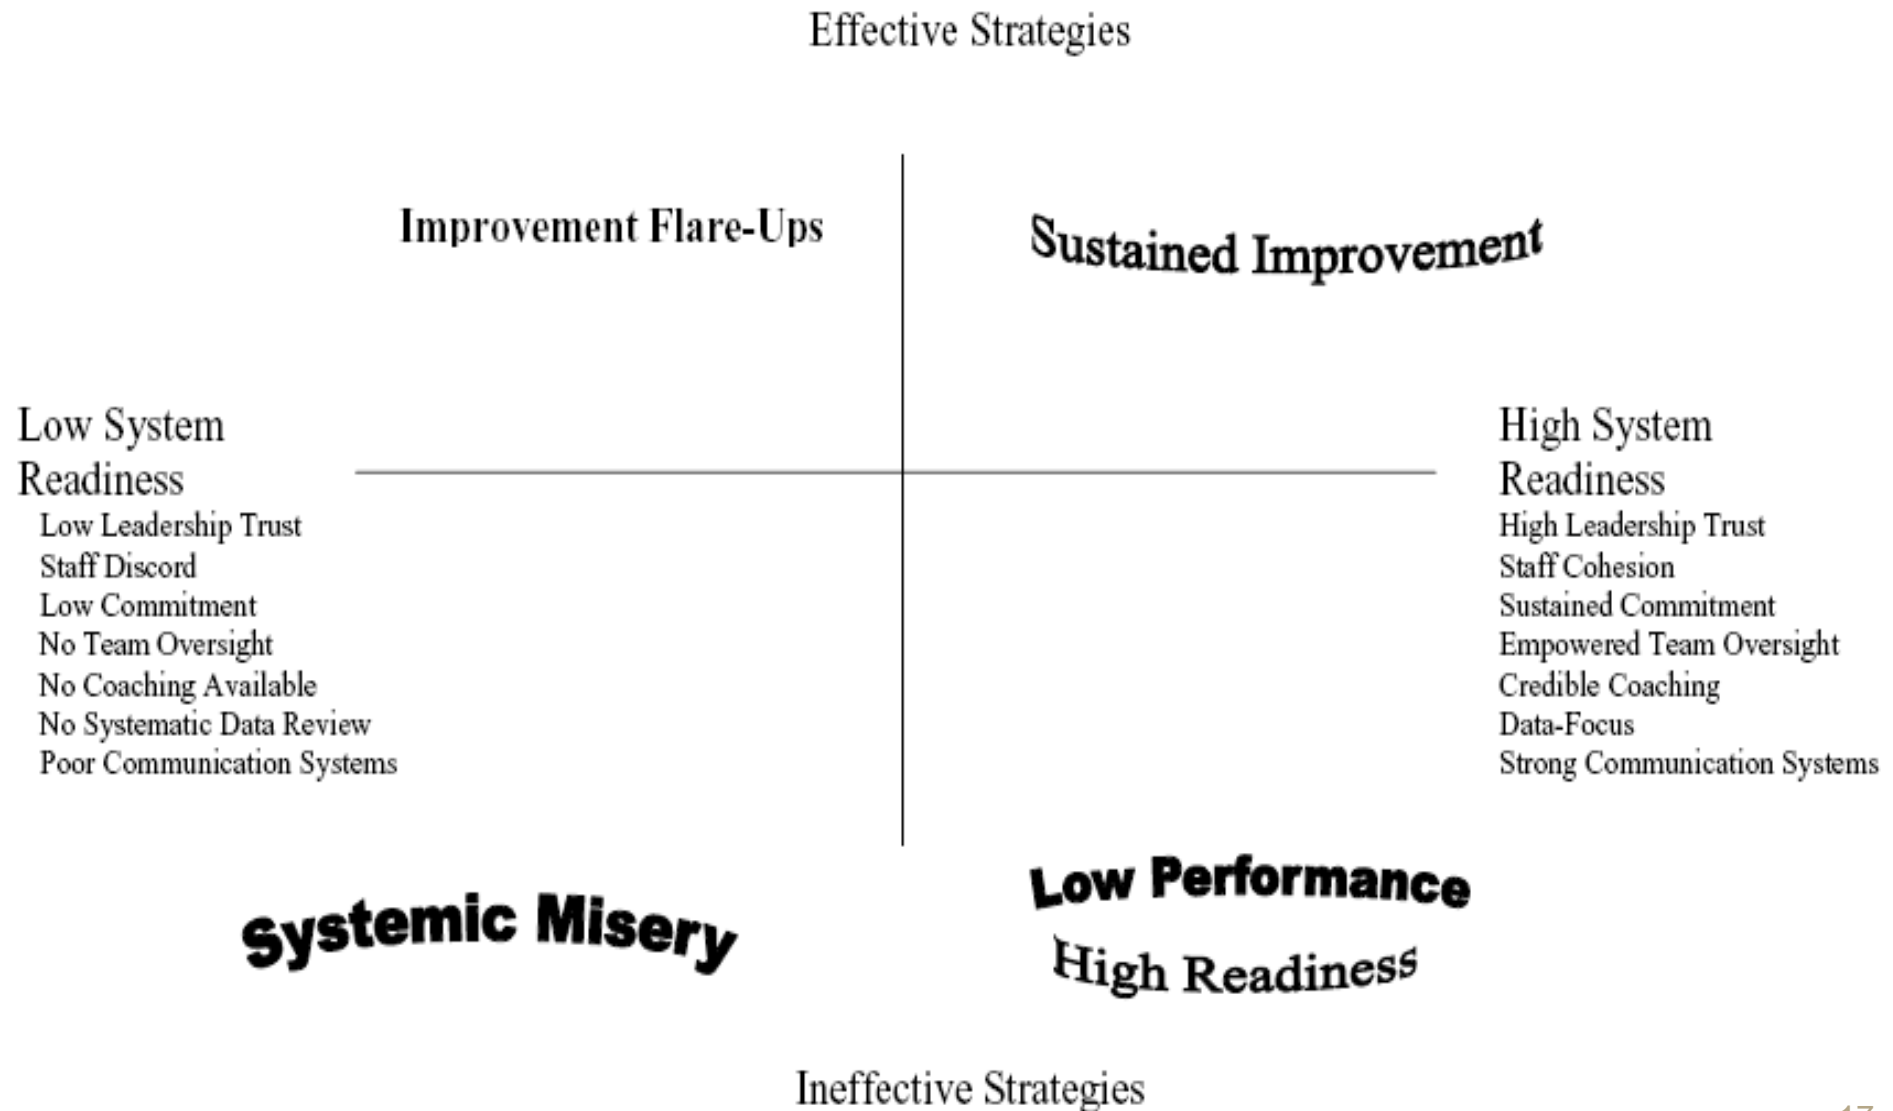 Effective Strategies
Improvement Flare-Ups
Sustained Improvement
Low System
Readiness
Low Leadership Trust
Staff Discord
Low Commitment
No Team Oversight
No Coaching Available
No Systematic Data Review
Poor Communication Systems
High System
Readiness
High Leadership Trust
Staff Cohesion
Sustained Commitment
Empowered Team Oversight
Credible Coaching
Data-Focus
Strong Communication Systems
Systemic Misery
Low Performance
High Readiness
Ineffective Strategies
17